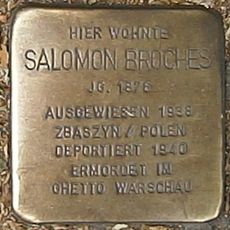 HIER WOHNTE
SALOMON BROCHES
JG. 1876
AUSGEWIESEN 1938
ZBASZYN / POLEN
DEPORTIERT 1940
ERMORDET IM
GHETTO WARSCHAU